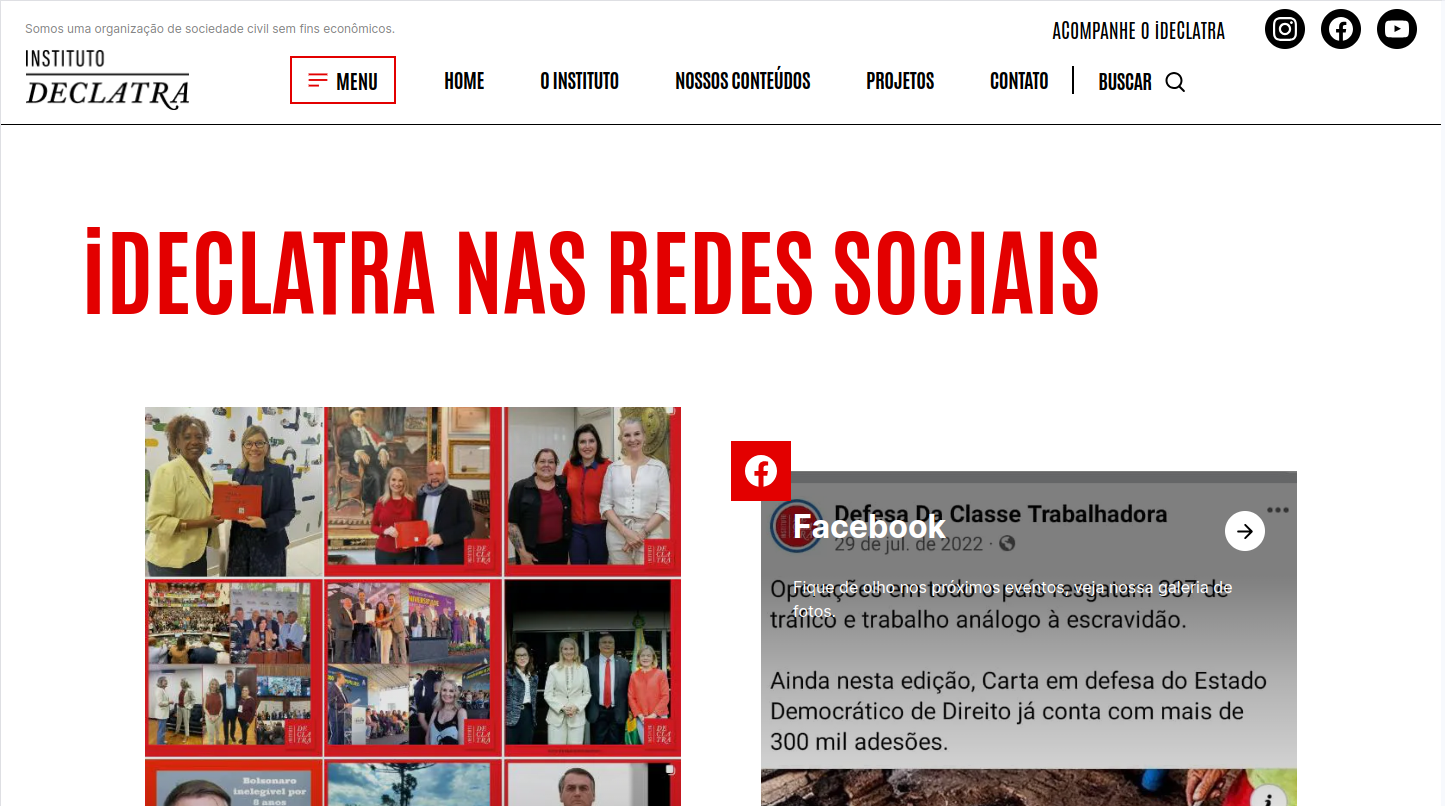 Somos uma organização de sociedade civil sem fins econômicos.
ACOMPANHE O iDECLATRA
INSTITUTO
DECLATRA
MENU
HOME
O INSTITUTO
NOSSOS CONTEÚDOS
PROJETOS
CONTATO
BUSCAR
iDECLATRA NAS REDES SOCIAIS
Defesa Da Classe Trabalhadora
Facebook
29 de jul. de 2022
Fique de olho nos próximos eventos, veja nossa galeria de
fotos.
tráfico e trabalho análogo à escravidão.
Ainda nesta edição, Carta em defesa do Estado
Democrático de Direito já conta com mais de
300 mil adesões.
Bolsonaro
inelegível por
8 anos